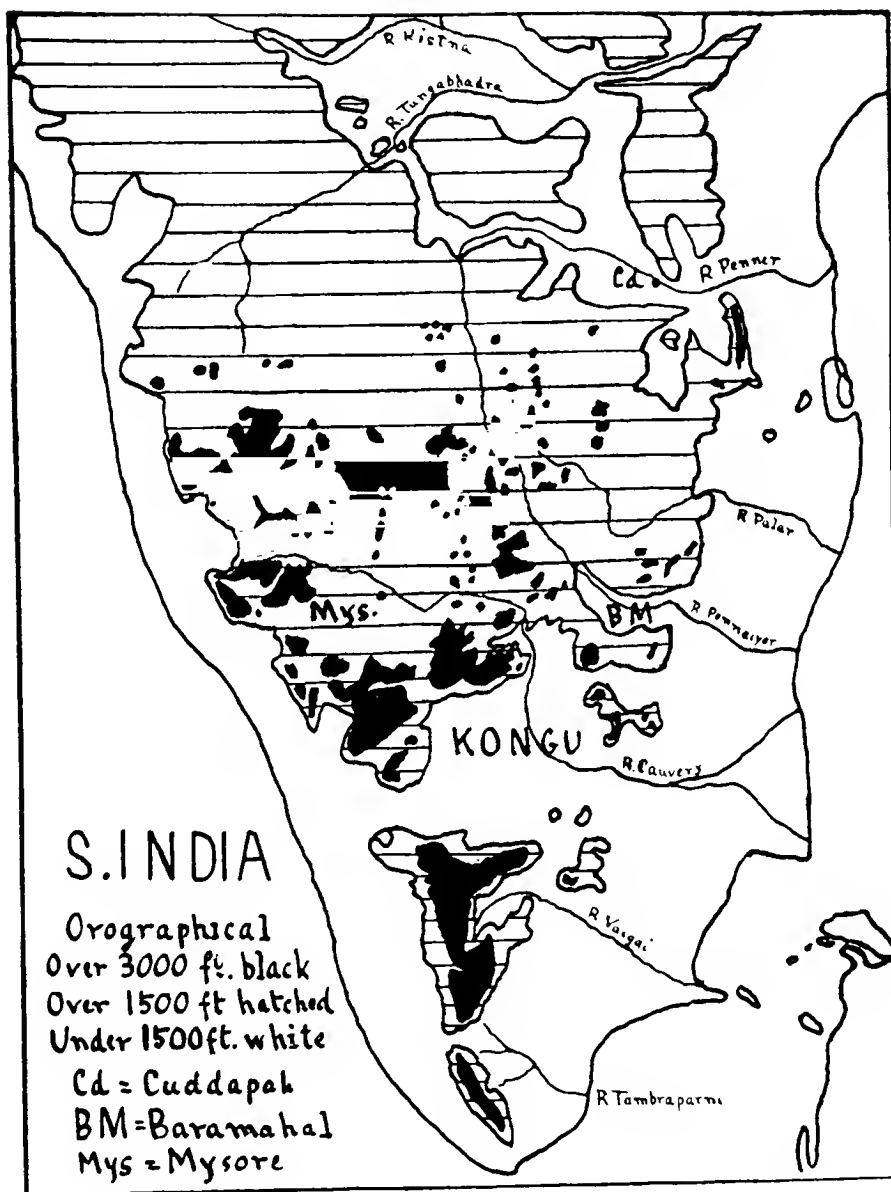 R Kistna
R. Tungabhadra
Cd.
R Penner
R. Palar
Mys.
BM
R Ponnaiyar
KONGU
R. Cauvery
S. INDIA
Orographical
Over 3000 ft. black
Over 1500 ft hatched
Under 1500 ft. white
Cd = Cuddapah
BM = Baramahal
Mys = Mysore
R Vaigai
R Tambraparni